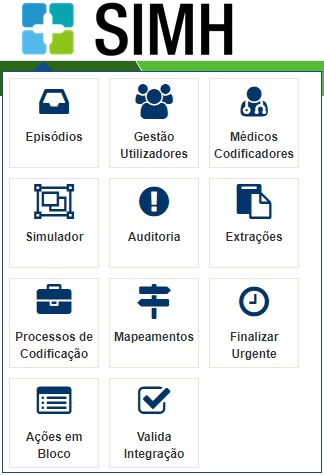 SIMH
Episódios
Gestão
Utilizadores
Médicos
Codificadores
Simulador
Auditoria
Extrações
Processos de
Codificação
Mapeamentos
Finalizar
Urgente
Ações em
Bloco
Valida
Integração